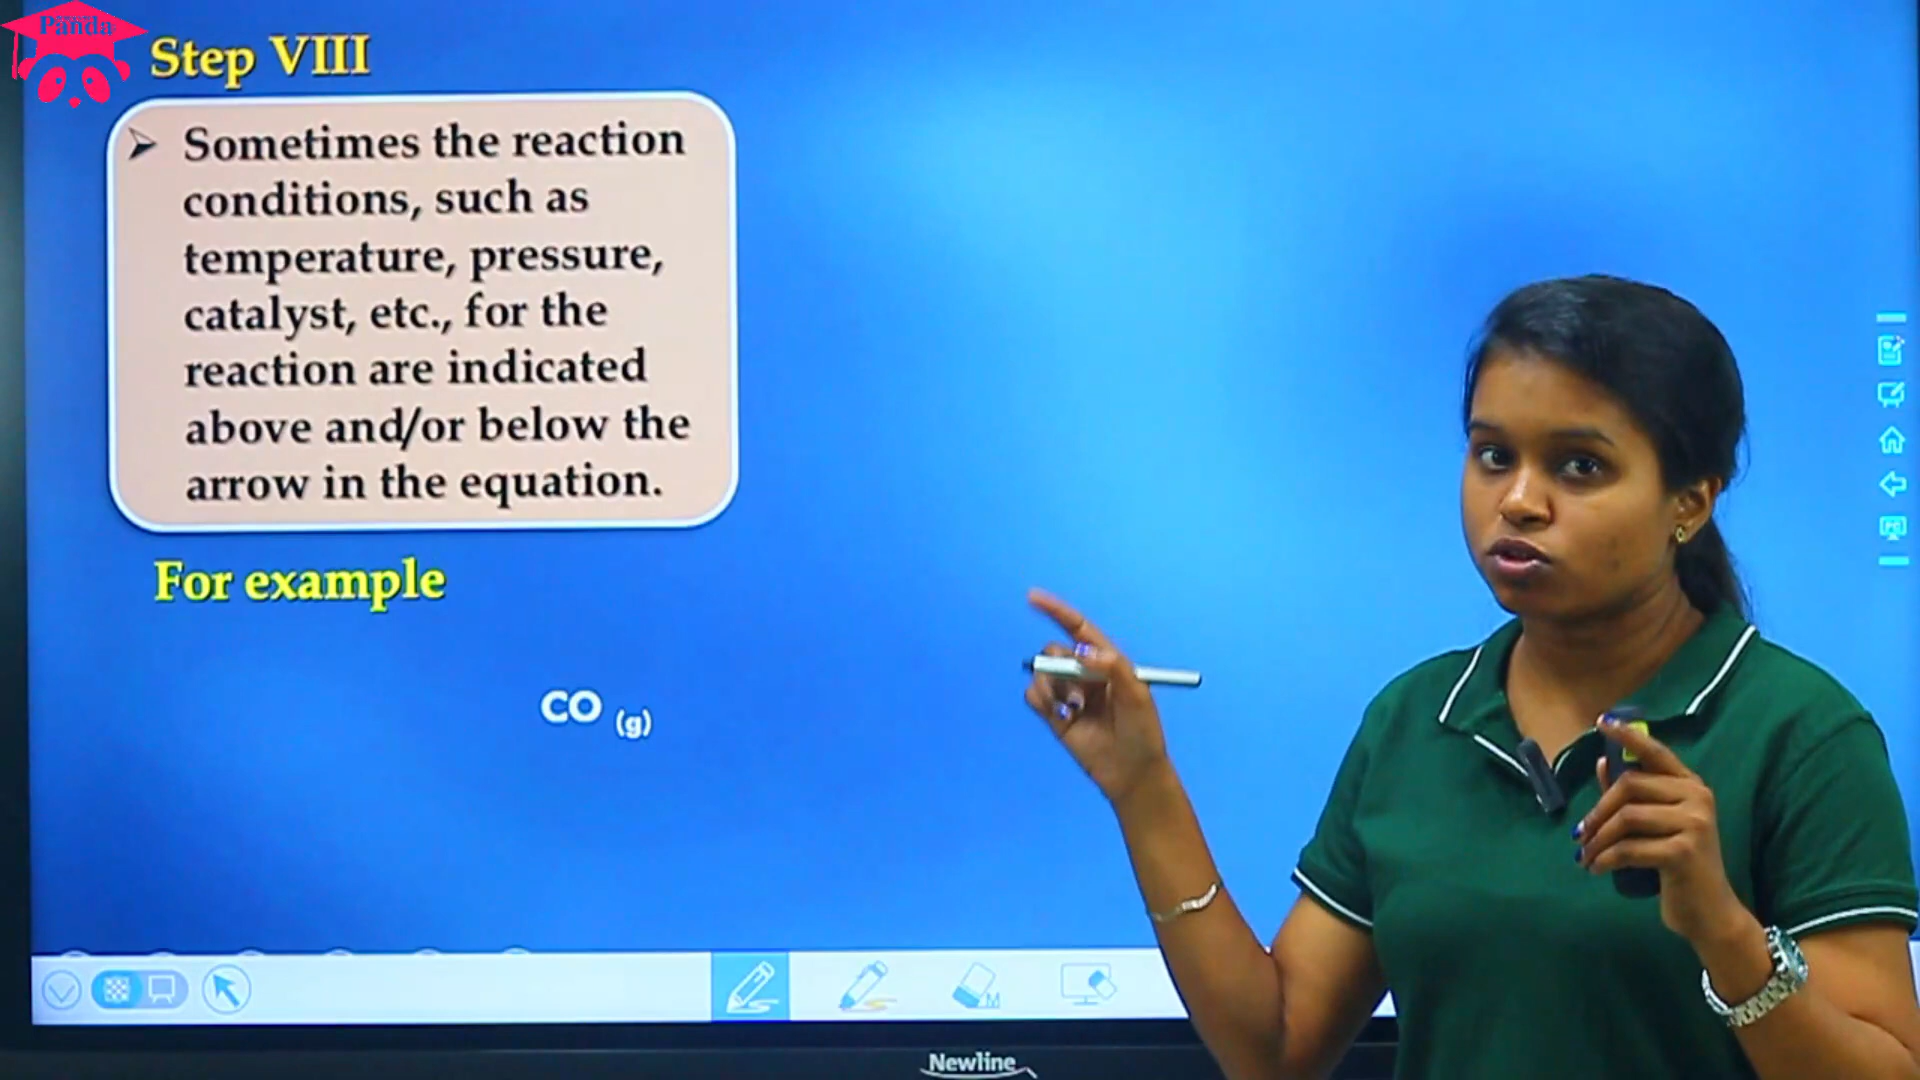 Panda
Step VIII
➢ Sometimes the reaction
conditions, such as
temperature, pressure,
catalyst, etc., for the
reaction are indicated
above and/or below the
arrow in the equation.
For example
CO (g)
PC
M
Newline